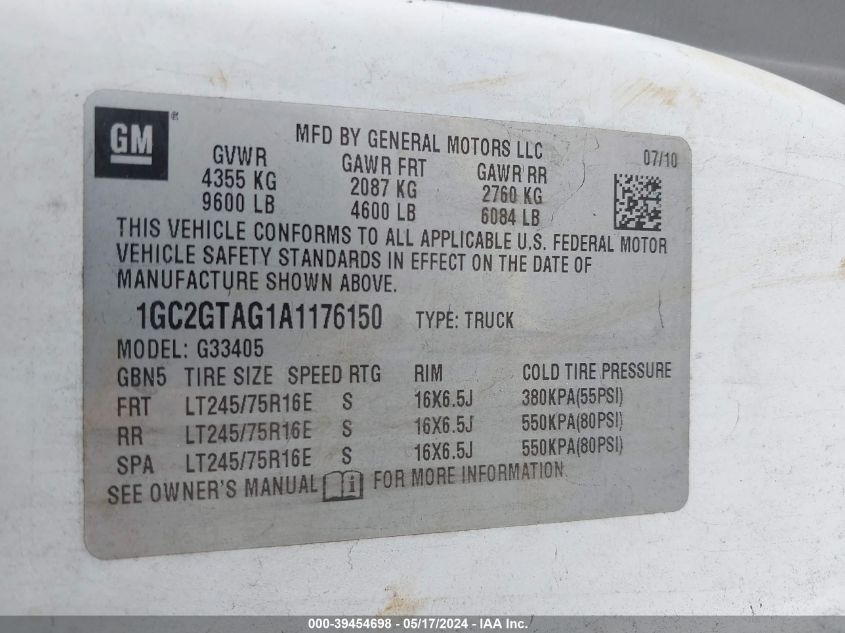 GM®
MFD BY GENERAL MOTORS LLC 07/10
GVWR GAWR FRT GAWR RR
4355 KG 2087 KG 2760 KG
9600 LB 4600 LB 6084 LB
THIS VEHICLE CONFORMS TO ALL APPLICABLE U.S. FEDERAL MOTOR
VEHICLE SAFETY STANDARDS IN EFFECT ON THE DATE OF
MANUFACTURE SHOWN ABOVE.
1GC2GTAG1A1176150 TYPE: TRUCK
MODEL: G33405
GBN5 TIRE SIZE SPEED RTG RIM COLD TIRE PRESSURE
FRT LT245/75R16E S 16X6.5J 380KPA(55PSI)
RR LT245/75R16E S 16X6.5J 550KPA(80PSI)
SPA LT245/75R16E S 16X6.5J 550KPA(80PSI)
SEE OWNER'S MANUAL i FOR MORE INFORMATION
000-39454698 - 05/17/2024 - IAA Inc.